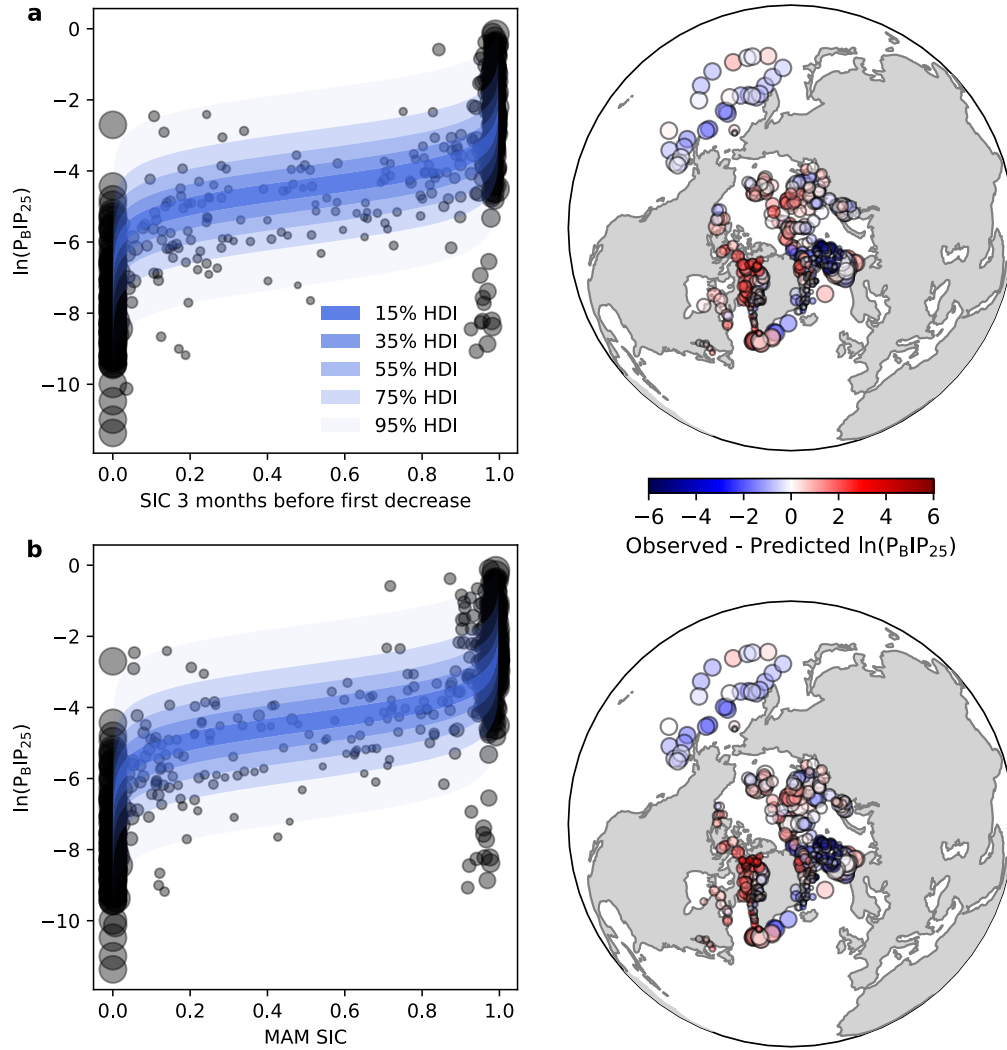 a
0
−2
−4
−6
−8
−10
ln(P_BIP_25)
15% HDI
35% HDI
55% HDI
75% HDI
95% HDI
0.0 0.2 0.4 0.6 0.8 1.0
SIC 3 months before first decrease
−6 −4 −2 0 2 4 6
Observed - Predicted ln(P_BIP_25)
b
0
−2
−4
−6
−8
−10
ln(P_BIP_25)
0.0 0.2 0.4 0.6 0.8 1.0
MAM SIC